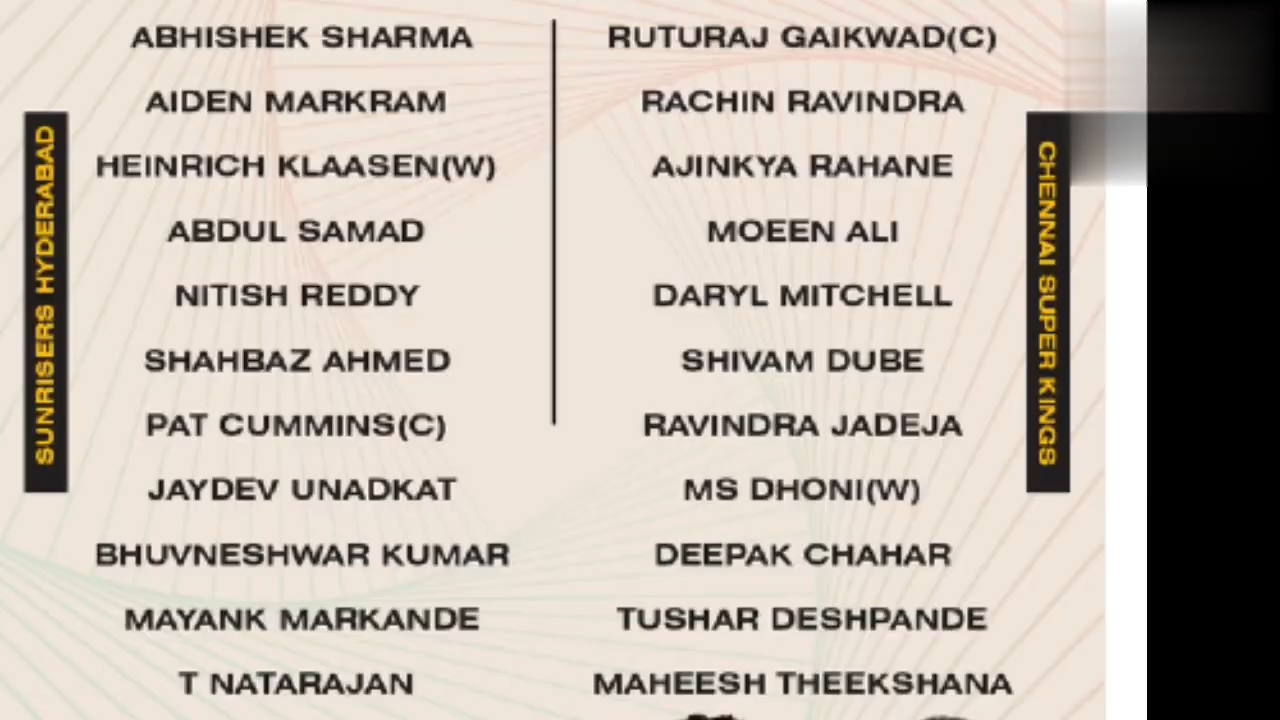 SUNRISERS HYDERABAD
ABHISHEK SHARMA
AIDEN MARKRAM
HEINRICH KLAASEN(W)
ABDUL SAMAD
NITISH REDDY
SHAHBAZ AHMED
PAT CUMMINS(C)
JAYDEV UNADKAT
BHUVNESHWAR KUMAR
MAYANK MARKANDE
T NATARAJAN
RUTURAJ GAIKWAD(C)
RACHIN RAVINDRA
AJINKYA RAHANE
MOEEN ALI
DARYL MITCHELL
SHIVAM DUBE
RAVINDRA JADEJA
MS DHONI(W)
DEEPAK CHAHAR
TUSHAR DESHPANDE
MAHEESH THEEKSHANA
CHENNAI SUPER KINGS